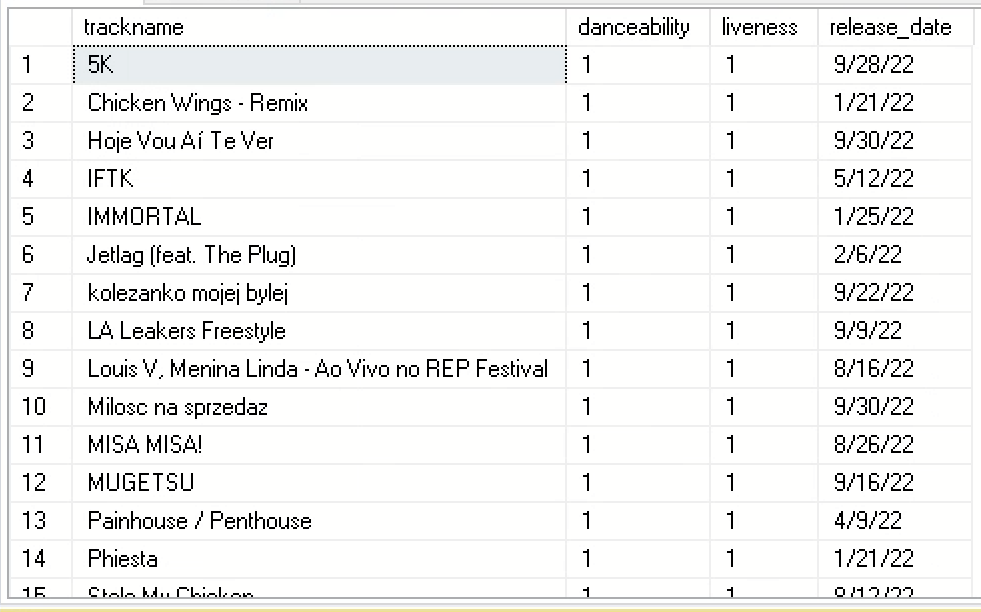 trackname danceability liveness release_date
1 5K 1 1 9/28/22
2 Chicken Wings - Remix 1 1 1/21/22
3 Hoje Vou Aí Te Ver 1 1 9/30/22
4 IFTK 1 1 5/12/22
5 IMMORTAL 1 1 1/25/22
6 Jetlag (feat. The Plug) 1 1 2/6/22
7 kolezanko mojej bylej 1 1 9/22/22
8 LA Leakers Freestyle 1 1 9/9/22
9 Louis V, Menina Linda - Ao Vivo no REP Festival 1 1 8/16/22
10 Milosc na sprzedaz 1 1 9/30/22
11 MISA MISA! 1 1 8/26/22
12 MUGETSU 1 1 9/16/22
13 Painhouse / Penthouse 1 1 4/9/22
14 Phiesta 1 1 1/21/22
15 My Chicken 1 1